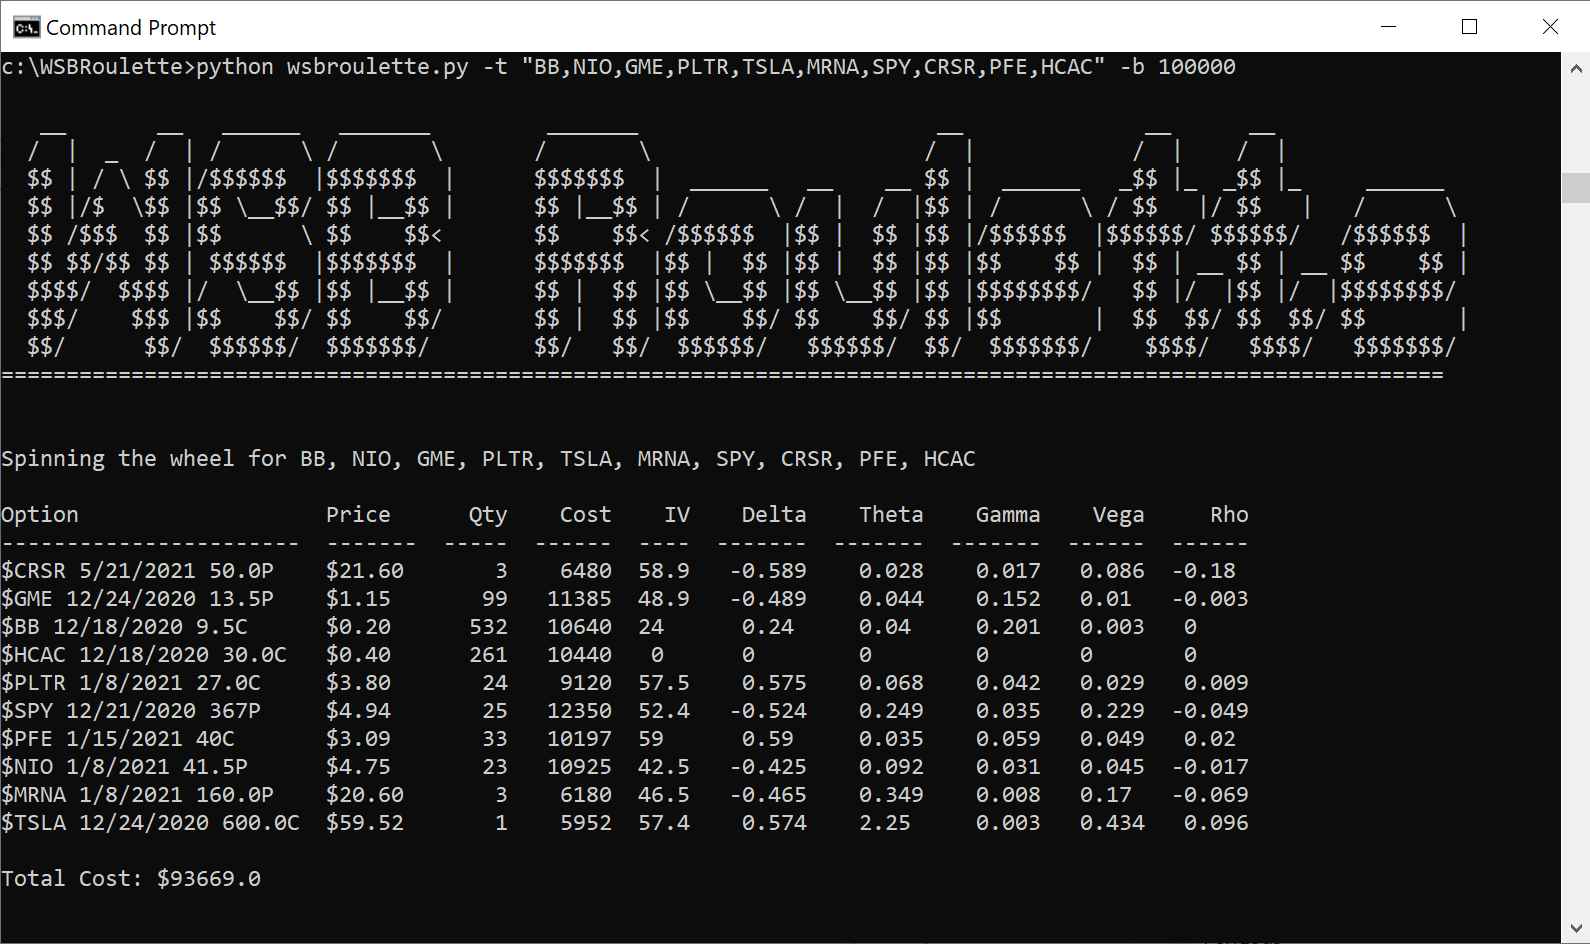 Command Prompt
c:\WSBRoulette>python wsbroulette.py -t "BB,NIO,GME,PLTR,TSLA,MRNA,SPY,CRSR,PFE,HCAC" -b 100000
WSB Roulette
===============================================================================================================
Spinning the wheel for BB, NIO, GME, PLTR, TSLA, MRNA, SPY, CRSR, PFE, HCAC
Option Price Qty Cost IV Delta Theta Gamma Vega Rho
----------------------- ------- ----- ------ ---- ------- ------- ------- ------ ------
$CRSR 5/21/2021 50.0P $21.60 3 6480 58.9 -0.589 0.028 0.017 0.086 -0.18
$GME 12/24/2020 13.5P $1.15 99 11385 48.9 -0.489 0.044 0.152 0.01 -0.003
$BB 12/18/2020 9.5C $0.20 532 10640 24 0.24 0.04 0.201 0.003 0
$HCAC 12/18/2020 30.0C $0.40 261 10440 0 0 0 0 0 0
$PLTR 1/8/2021 27.0C $3.80 24 9120 57.5 0.575 0.068 0.042 0.029 0.009
$SPY 12/21/2020 367P $4.94 25 12350 52.4 -0.524 0.249 0.035 0.229 -0.049
$PFE 1/15/2021 40C $3.09 33 10197 59 0.59 0.035 0.059 0.049 0.02
$NIO 1/8/2021 41.5P $4.75 23 10925 42.5 -0.425 0.092 0.031 0.045 -0.017
$MRNA 1/8/2021 160.0P $20.60 3 6180 46.5 -0.465 0.349 0.008 0.17 -0.069
$TSLA 12/24/2020 600.0C $59.52 1 5952 57.4 0.574 2.25 0.003 0.434 0.096
Total Cost: $93669.0